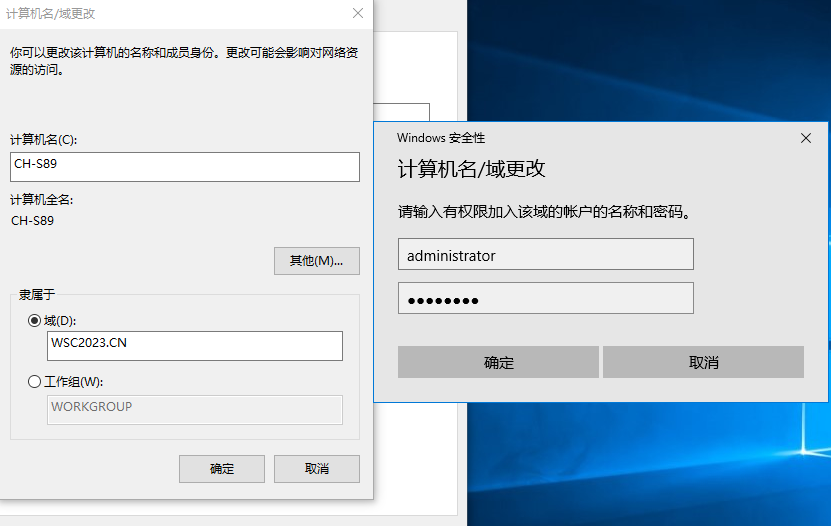 计算机名/域更改
你可以更改该计算机的名称和成员身份。更改可能会影响对网络资
源的访问。
计算机名(C):
CH-S89
计算机全名:
CH-S89
其他(M)...
隶属于
域(D):
WSC2023.CN
工作组(W):
WORKGROUP
确定
取消
Windows 安全性
计算机名/域更改
请输入有权限加入该域的帐户的名称和密码。
administrator
●●●●●●●●
确定
取消